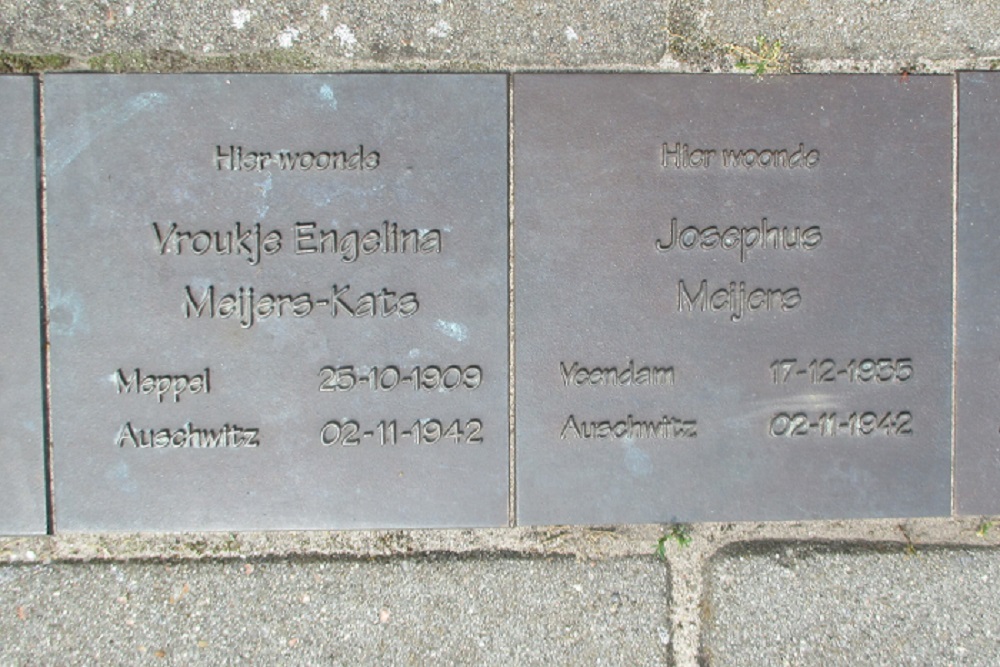 Hier woonde
Vroukje Engelina
Meijers-Kats
Meppel 25-10-1909
Auschwitz 02-11-1942
Hier woonde
Josephus
Meijers
Veendam 17-12-1935
Auschwitz 02-11-1942